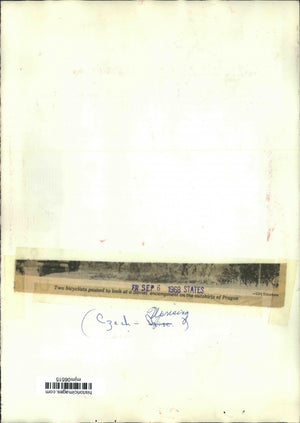 FRI SEP 6 1968 STATES
Two bicyclists paused to look at a Soviet encampment on the outskirts of Prague
(Czech - Uprising)
historicimages.com